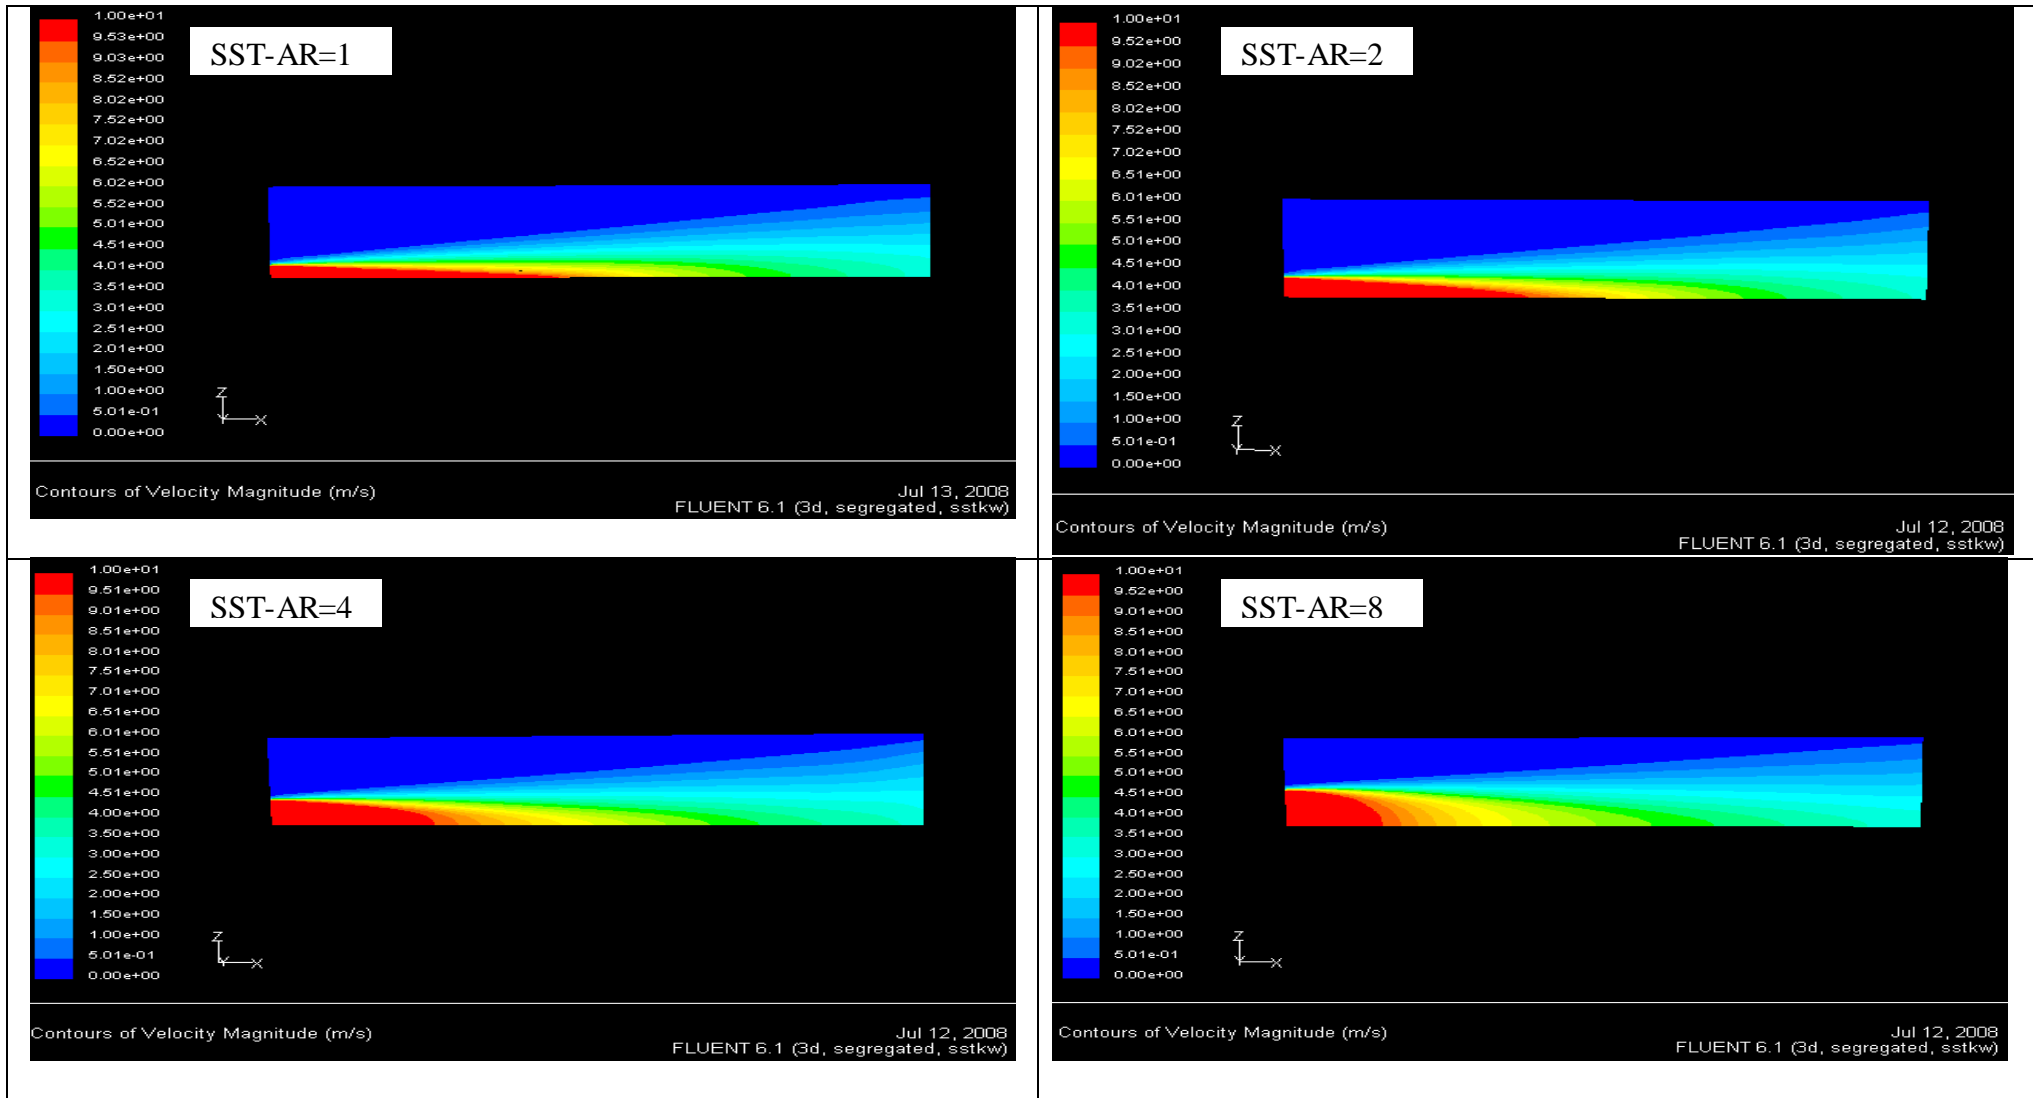 1.00e+01
9.53e+00
9.03e+00
8.52e+00
8.02e+00
7.52e+00
7.02e+00
6.52e+00
6.02e+00
5.52e+00
5.01e+00
4.51e+00
4.01e+00
3.51e+00
3.01e+00
2.51e+00
2.01e+00
1.50e+00
1.00e+00
5.01e-01
0.00e+00
SST-AR=1
Z
Y X
Contours of Velocity Magnitude (m/s)
Jul 13, 2008
FLUENT 6.1 (3d, segregated, sstkw)
1.00e+01
9.52e+00
9.02e+00
8.52e+00
8.02e+00
7.52e+00
7.02e+00
6.51e+00
6.01e+00
5.51e+00
5.01e+00
4.51e+00
4.01e+00
3.51e+00
3.01e+00
2.51e+00
2.00e+00
1.50e+00
1.00e+00
5.01e-01
0.00e+00
SST-AR=2
Z
Y X
Contours of Velocity Magnitude (m/s)
Jul 12, 2008
FLUENT 6.1 (3d, segregated, sstkw)
1.00e+01
9.51e+00
9.01e+00
8.51e+00
8.01e+00
7.51e+00
7.01e+00
6.51e+00
6.01e+00
5.51e+00
5.01e+00
4.51e+00
4.00e+00
3.50e+00
3.00e+00
2.50e+00
2.00e+00
1.50e+00
1.00e+00
5.01e-01
0.00e+00
SST-AR=4
Z
Y X
Contours of Velocity Magnitude (m/s)
Jul 12, 2008
FLUENT 6.1 (3d, segregated, sstkw)
1.00e+01
9.52e+00
9.01e+00
8.51e+00
8.01e+00
7.51e+00
7.01e+00
6.51e+00
6.01e+00
5.51e+00
5.01e+00
4.51e+00
4.01e+00
3.51e+00
3.00e+00
2.50e+00
2.00e+00
1.50e+00
1.00e+00
5.01e-01
0.00e+00
SST-AR=8
Z
Y X
Contours of Velocity Magnitude (m/s)
Jul 12, 2008
FLUENT 6.1 (3d, segregated, sstkw)